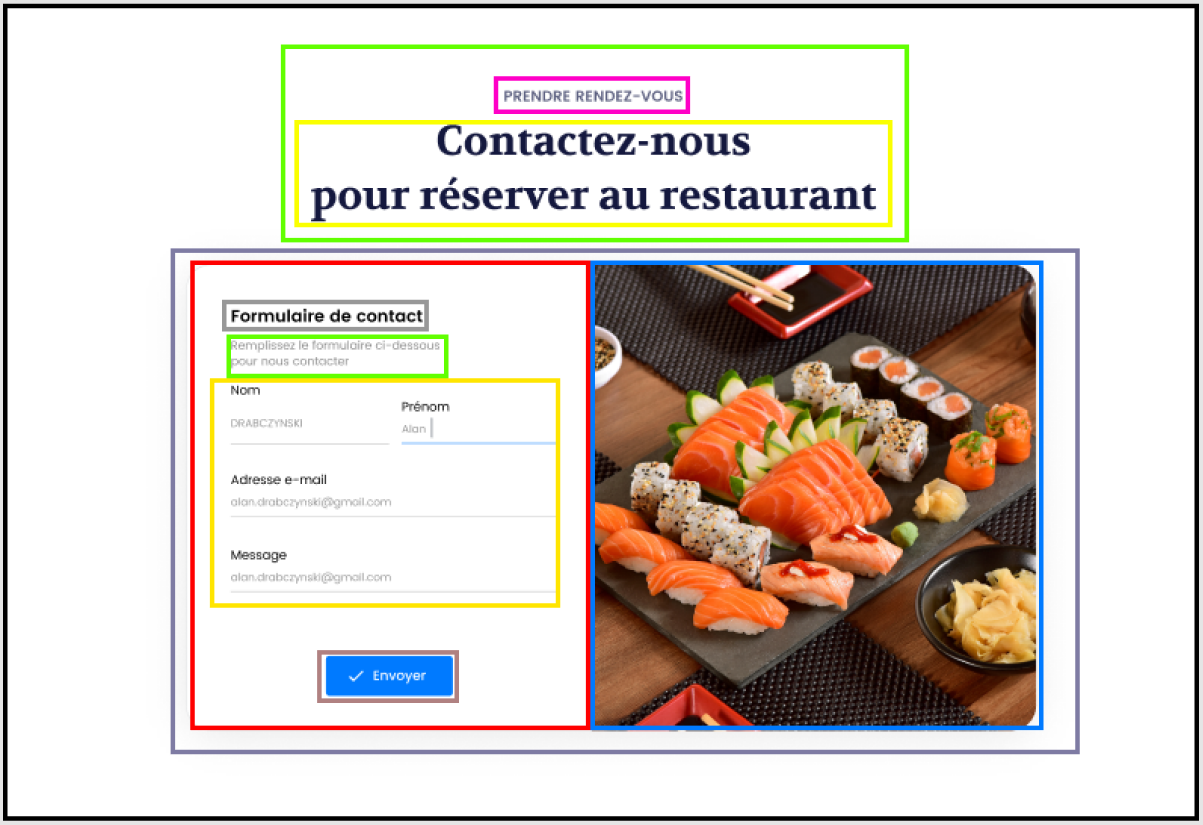 PRENDRE RENDEZ-VOUS
Contactez-nous
pour réserver au restaurant
Formulaire de contact
Remplissez le formulaire ci-dessous
pour nous contacter
Nom
Prénom
DRABCZYNSKI
Alan
Adresse e-mail
alan.drabczynski@gmail.com
Message
alan.drabczynski@gmail.com
Envoyer